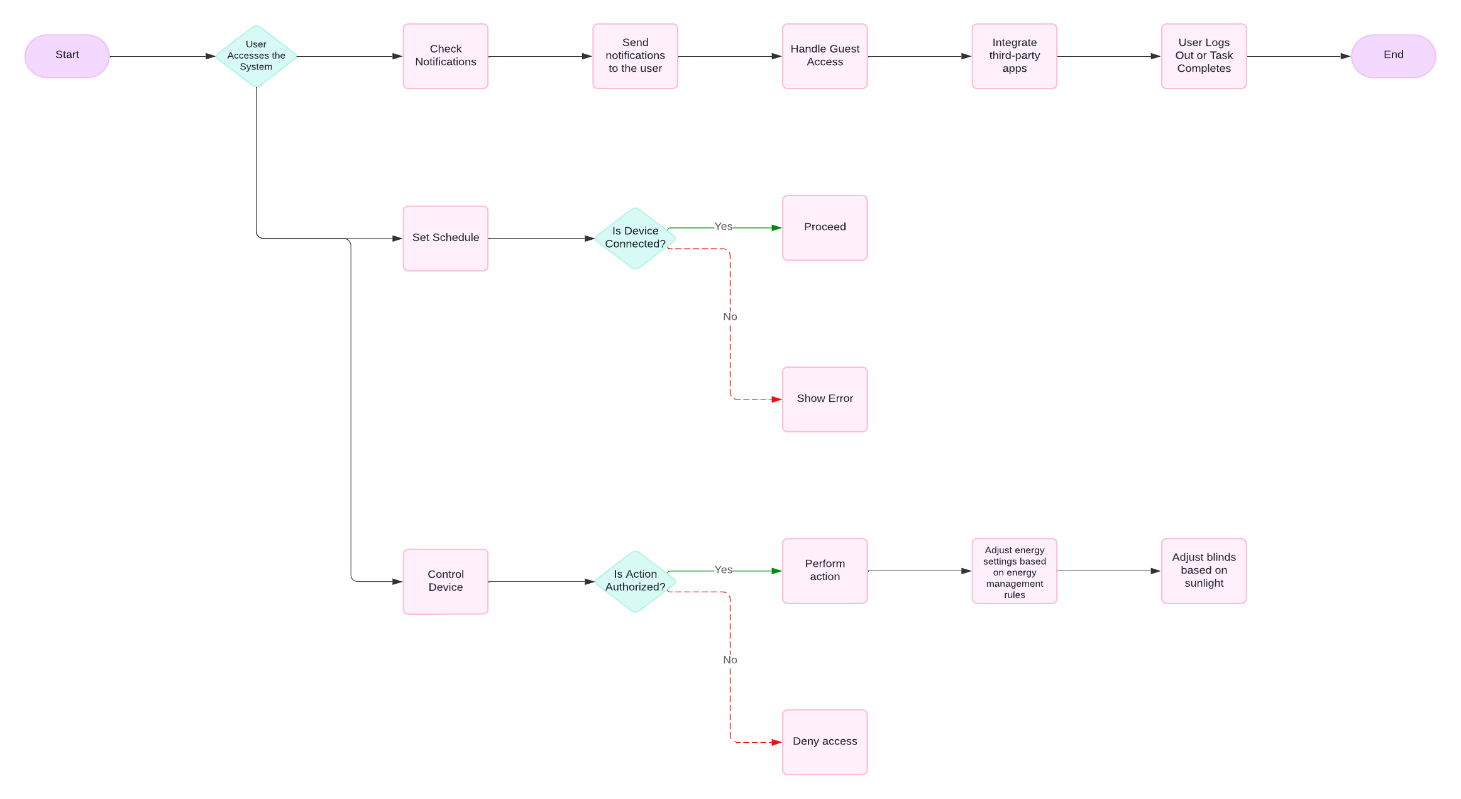 Start
User
Accesses the
System
Check
Notifications
Send
notifications
to the user
Handle Guest
Access
Integrate
third-party
apps
User Logs
Out or Task
Completes
End
Set Schedule
Is Device
Connected?
Yes
Proceed
No
Show Error
Control
Device
Is Action
Authorized?
Yes
Perform
action
Adjust energy
settings based
on energy
management
rules
Adjust blinds
based on
sunlight
No
Deny access